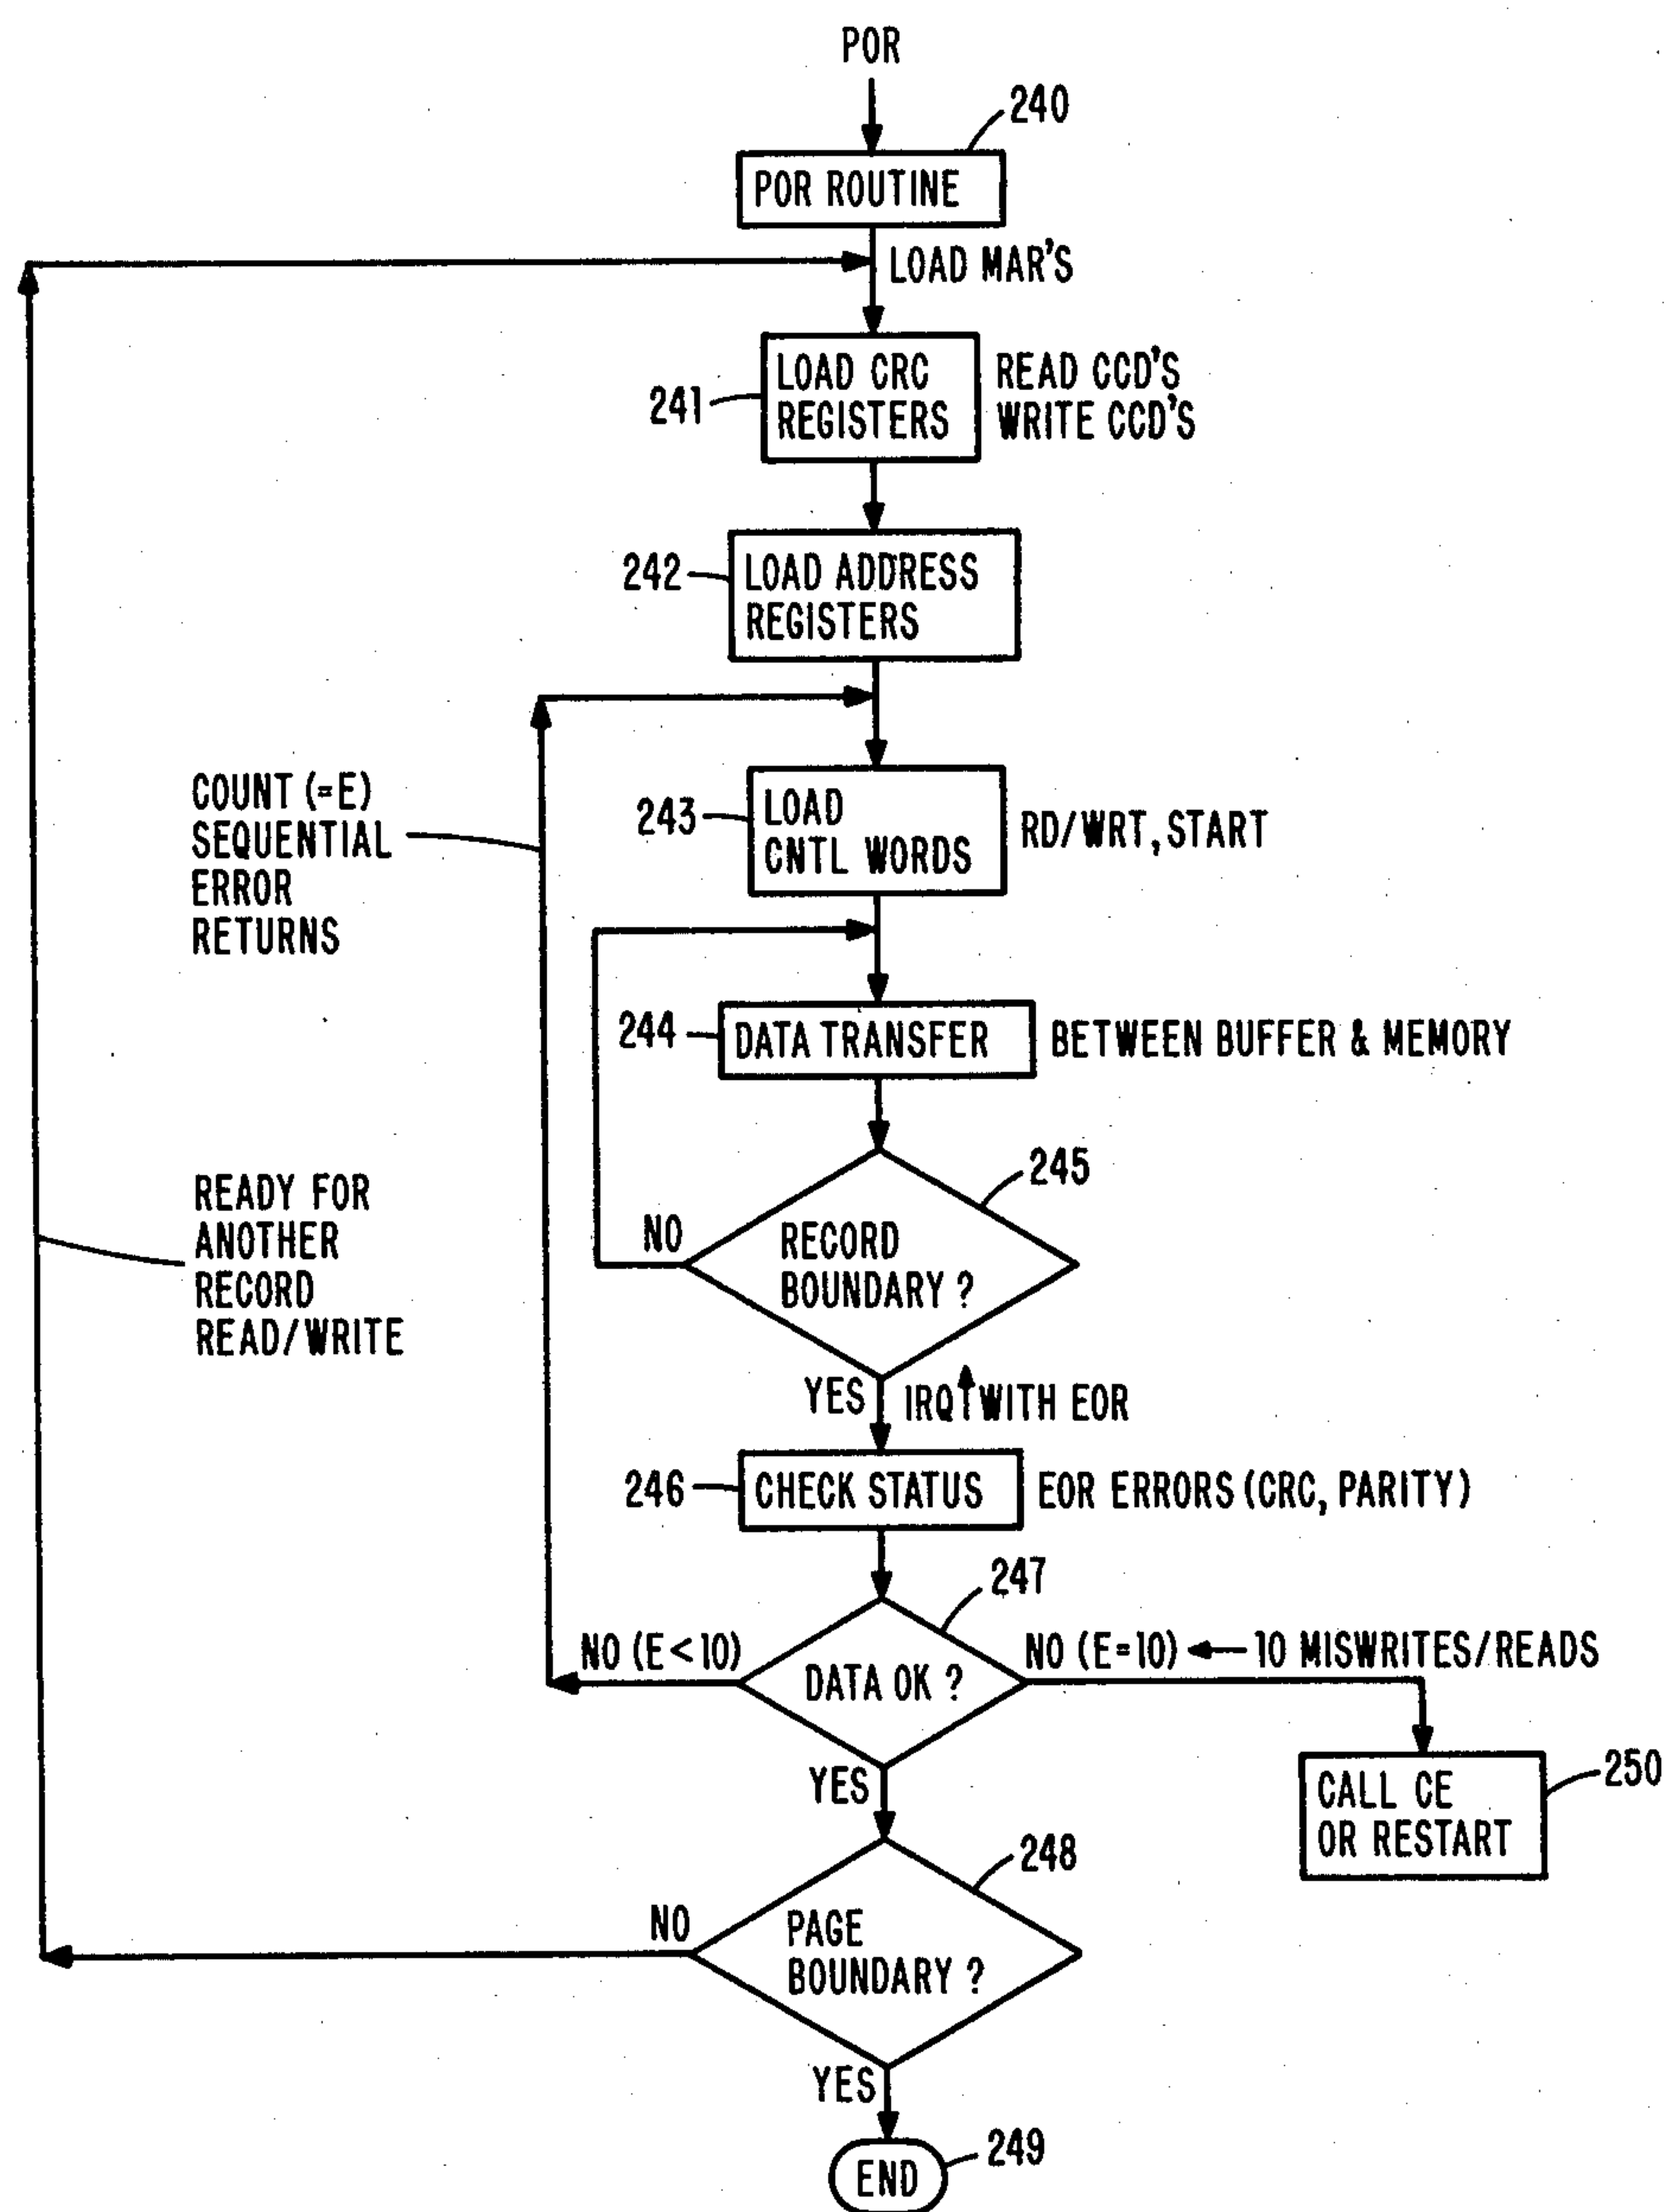 POR
240
POR ROUTINE
LOAD MAR'S
241
LOAD CRC
REGISTERS
READ CCD'S
WRITE CCD'S
242
LOAD ADDRESS
REGISTERS
COUNT (=E)
SEQUENTIAL
ERROR
RETURNS
243
LOAD
CNTL WORDS
RD/WRT, START
244
DATA TRANSFER
BETWEEN BUFFER & MEMORY
245
READY FOR
ANOTHER
RECORD
READ/WRITE
NO
RECORD
BOUNDARY ?
YES
IRQ↑WITH EOR
246
CHECK STATUS
EOR ERRORS (CRC, PARITY)
247
NO (E<10)
DATA OK ?
NO (E=10) ← 10 MISWRITES/READS
YES
250
CALL CE
OR RESTART
248
NO
PAGE
BOUNDARY ?
YES
249
END